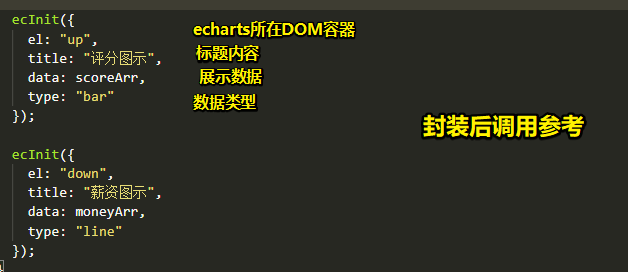 ecInit({
el: "up", echarts所在DOM容器
title: "评分图示", 标题内容
data: scoreArr, 展示数据
type: "bar" 数据类型
});
封装后调用参考
ecInit({
el: "down",
title: "薪资图示",
data: moneyArr,
type: "line"
});